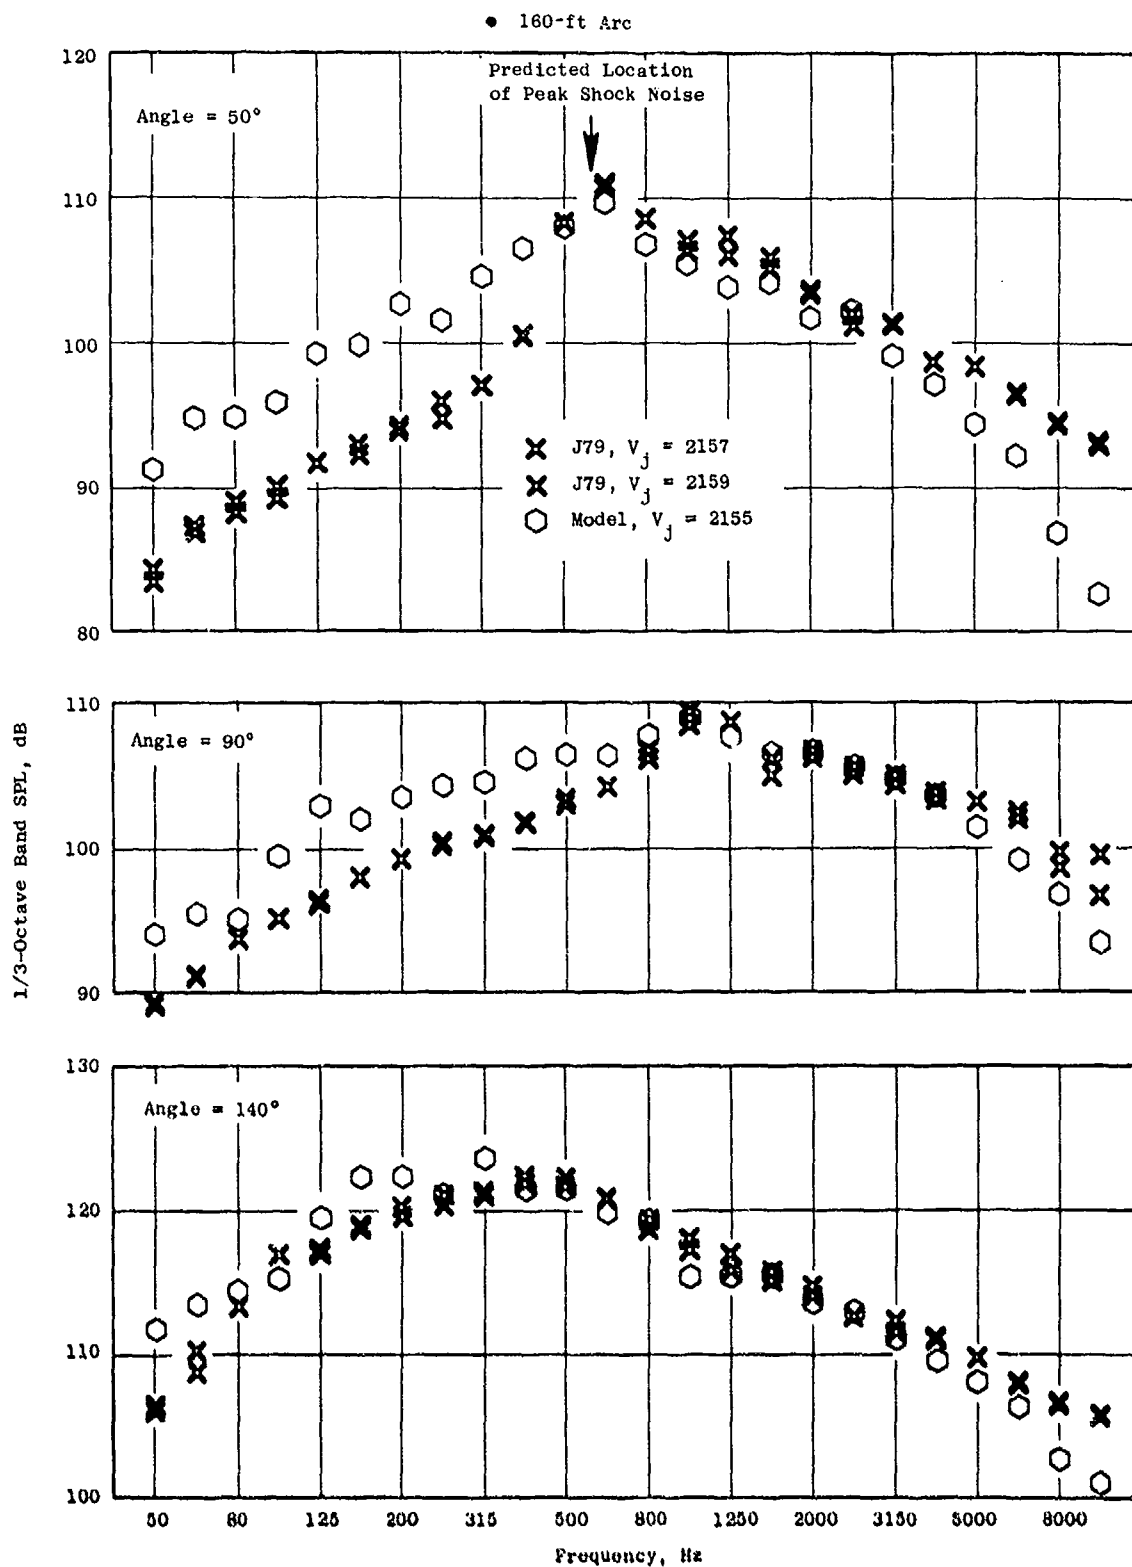 • 160-ft Arc
120
Predicted Location
of Peak Shock Noise
Angle = 50°
110
100
J79, Vj = 2157
J79, Vj = 2159
90
Model, Vj = 2155
80
110
Angle = 90°
100
90
1/3-Octave Band SPL, dB
130
Angle = 140°
120
110
100
50 80 125 200 315 500 800 1250 2000 3150 5000 8000
Frequency, Hz